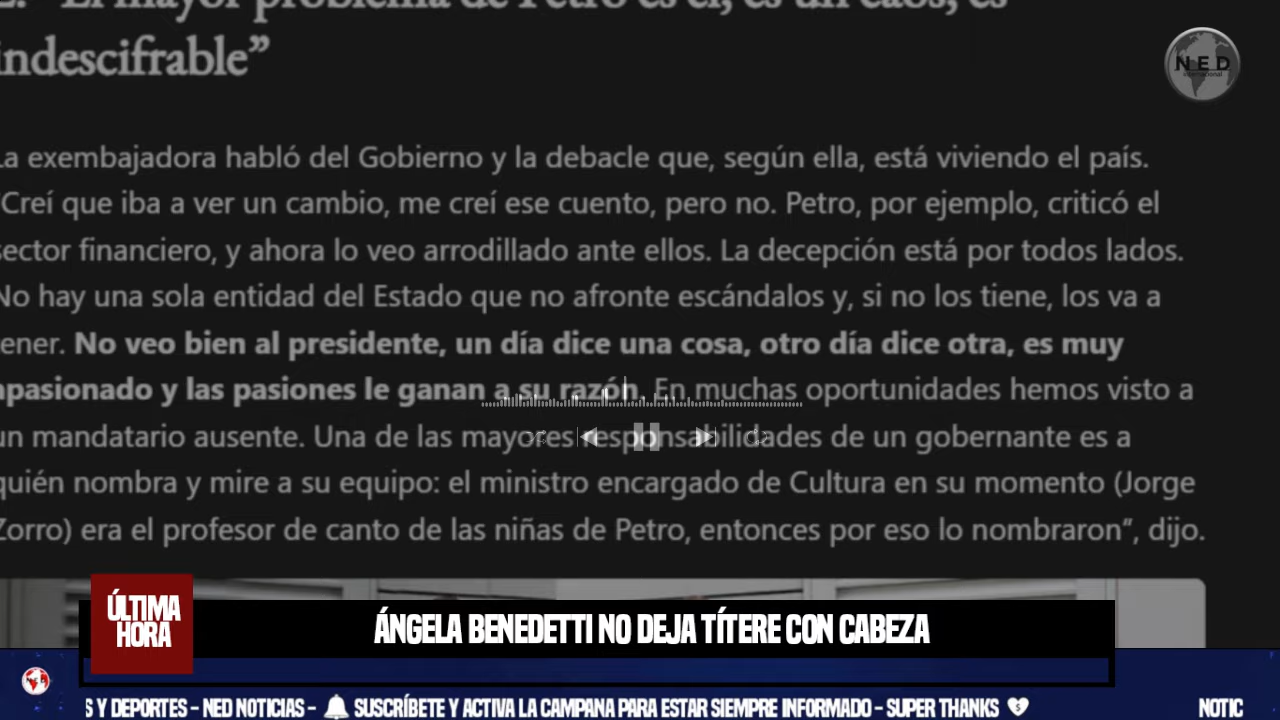 2. “El mayor problema de Petro es él, es un caos, es
indescifrable”
NED
international
La exembajadora habló del Gobierno y la debacle que, según ella, está viviendo el país.
“Creí que iba a ver un cambio, me creí ese cuento, pero no. Petro, por ejemplo, criticó el
sector financiero, y ahora lo veo arrodillado ante ellos. La decepción está por todos lados.
No hay una sola entidad del Estado que no afronte escándalos y, si no los tiene, los va a
tener. No veo bien al presidente, un día dice una cosa, otro día dice otra, es muy
apasionado y las pasiones le ganan a su razón. En muchas oportunidades hemos visto a
un mandatario ausente. Una de las mayores responsabilidades de un gobernante es a
quién nombra y mire a su equipo: el ministro encargado de Cultura en su momento (Jorge
Zorro) era el profesor de canto de las niñas de Petro, entonces por eso lo nombraron”, dijo.
ÚLTIMA
HORA
ÁNGELA BENEDETTI NO DEJA TÍTERE CON CABEZA
S Y DEPORTES - NED NOTICIAS - SUSCRÍBETE Y ACTIVA LA CAMPANA PARA ESTAR SIEMPRE INFORMADO - SUPER THANKS NOTIC